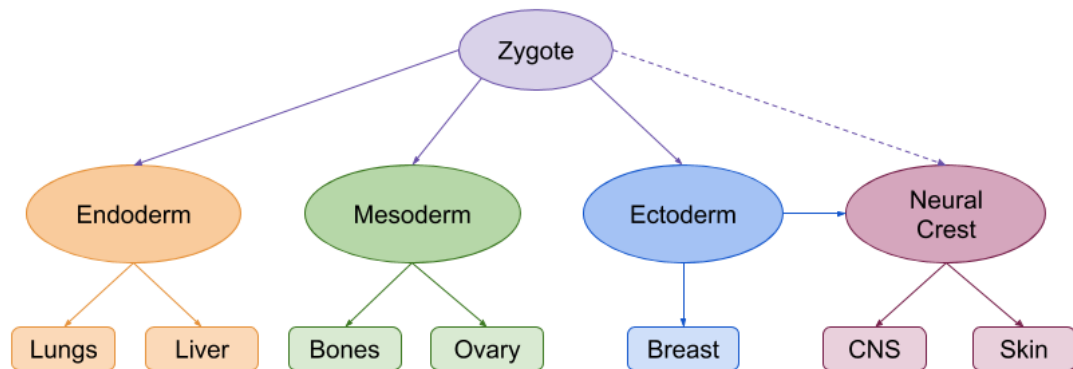 Zygote
Endoderm
Mesoderm
Ectoderm
Neural
Crest
Lungs
Liver
Bones
Ovary
Breast
CNS
Skin